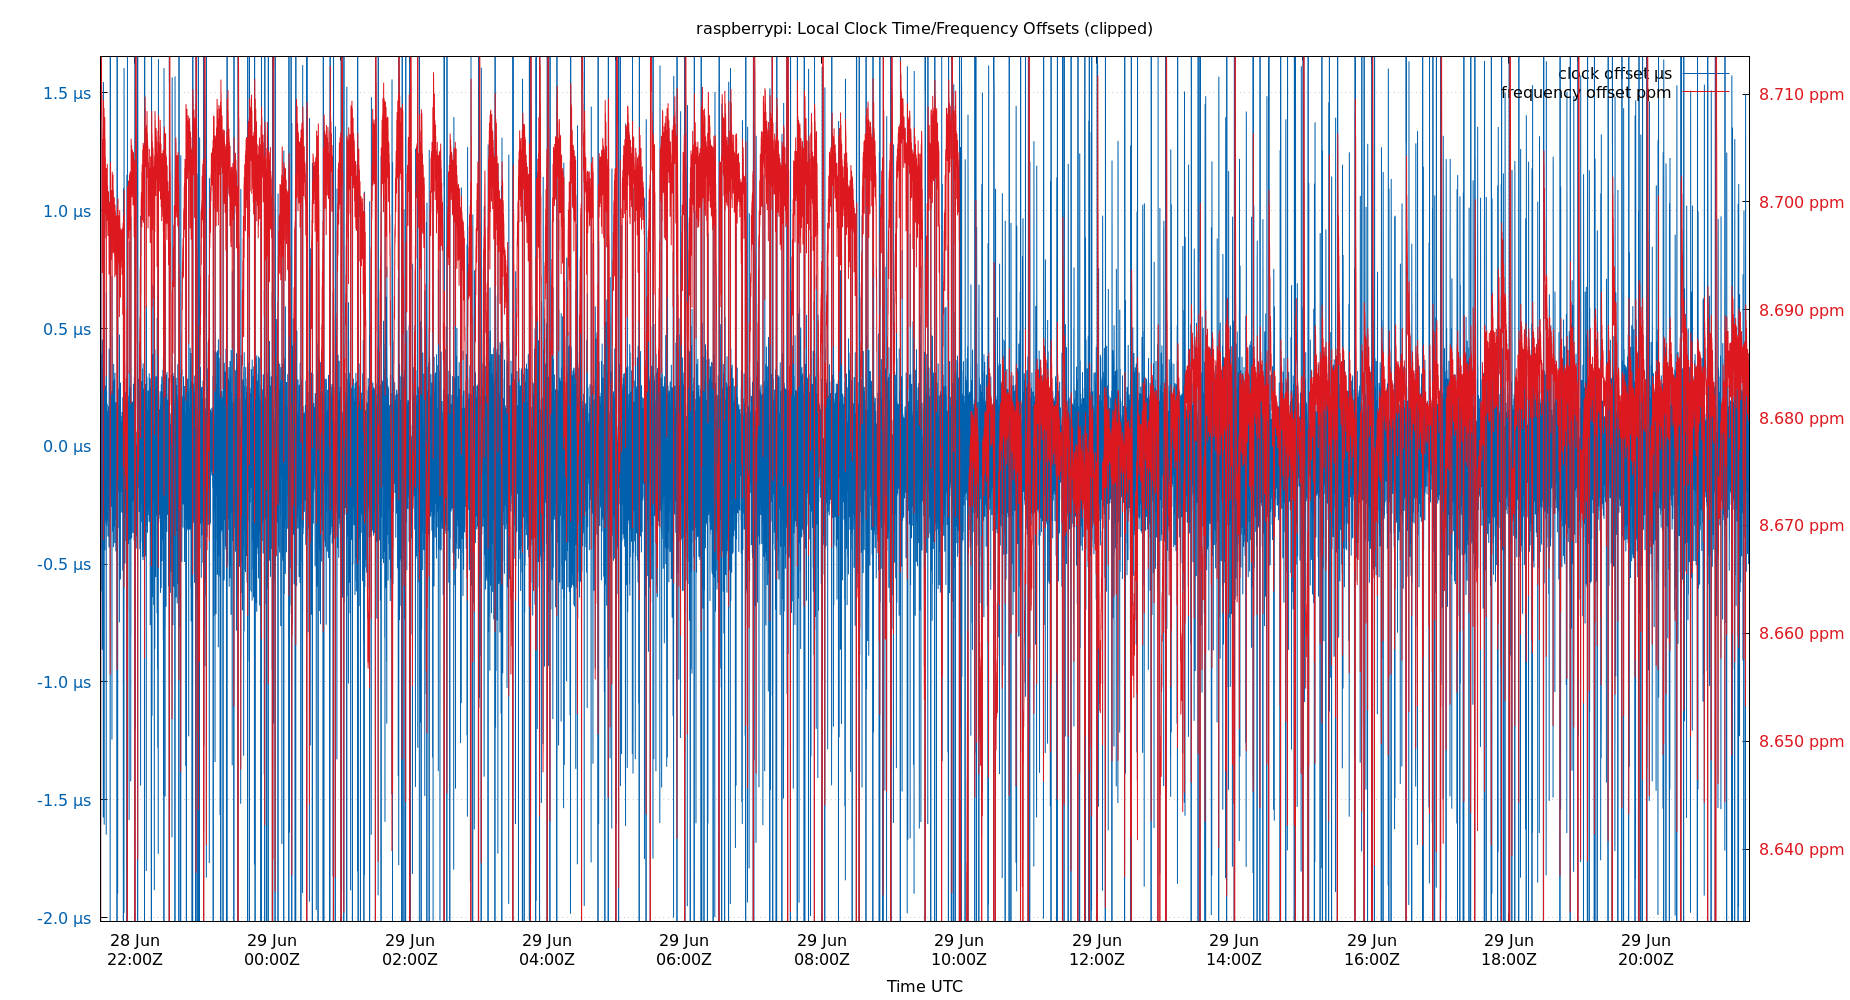 raspberrypi: Local Clock Time/Frequency Offsets (clipped)
clock offset µs
frequency offset ppm
1.5 µs
1.0 µs
0.5 µs
0.0 µs
-0.5 µs
-1.0 µs
-1.5 µs
-2.0 µs
8.710 ppm
8.700 ppm
8.690 ppm
8.680 ppm
8.670 ppm
8.660 ppm
8.650 ppm
8.640 ppm
28 Jun 29 Jun 29 Jun 29 Jun 29 Jun 29 Jun 29 Jun 29 Jun 29 Jun 29 Jun 29 Jun 29 Jun
22:00Z 00:00Z 02:00Z 04:00Z 06:00Z 08:00Z 10:00Z 12:00Z 14:00Z 16:00Z 18:00Z 20:00Z
Time UTC